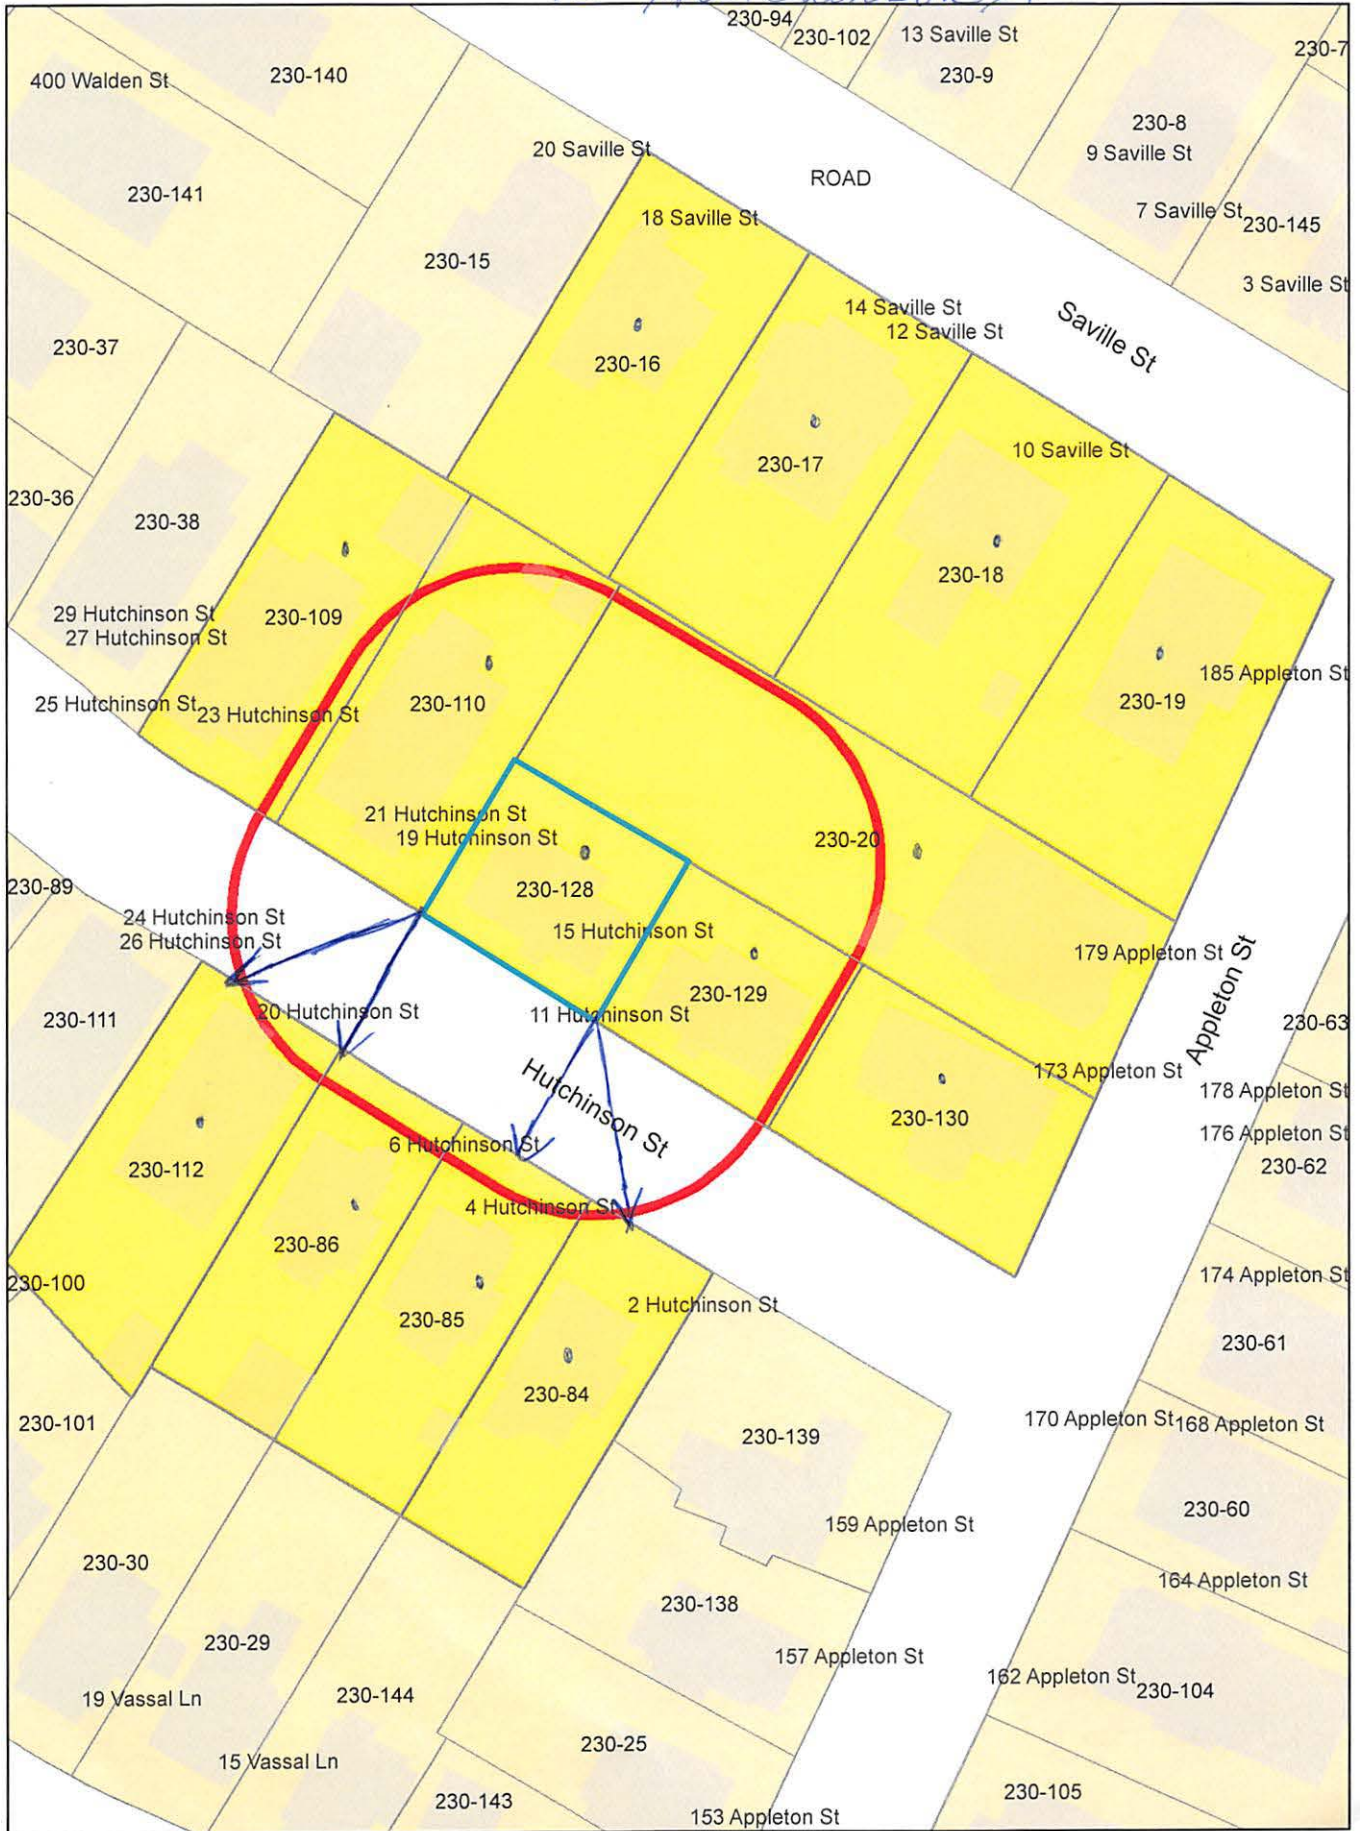 230-94
230-102
13 Saville St
230-7
400 Walden St
230-140
230-9
230-8
20 Saville St
9 Saville St
ROAD
230-141
18 Saville St
7 Saville St
230-145
230-15
3 Saville St
14 Saville St
12 Saville St
Saville St
230-37
230-16
10 Saville St
230-17
230-36
230-38
230-18
29 Hutchinson St
230-109
27 Hutchinson St
185 Appleton St
25 Hutchinson St
23 Hutchinson St
230-110
230-19
21 Hutchinson St
19 Hutchinson St
230-20
230-89
230-128
24 Hutchinson St
15 Hutchinson St
26 Hutchinson St
179 Appleton St
230-129
Appleton St
20 Hutchinson St
11 Hutchinson St
230-111
230-63
Hutchinson St
173 Appleton St
178 Appleton St
230-130
6 Hutchinson St
176 Appleton St
230-112
230-62
4 Hutchinson St
230-86
230-100
174 Appleton St
2 Hutchinson St
230-85
230-61
230-84
230-101
170 Appleton St
168 Appleton St
230-139
230-60
159 Appleton St
230-30
164 Appleton St
230-138
230-29
157 Appleton St
162 Appleton St
230-104
19 Vassal Ln
230-144
230-25
15 Vassal Ln
230-105
230-143
153 Appleton St